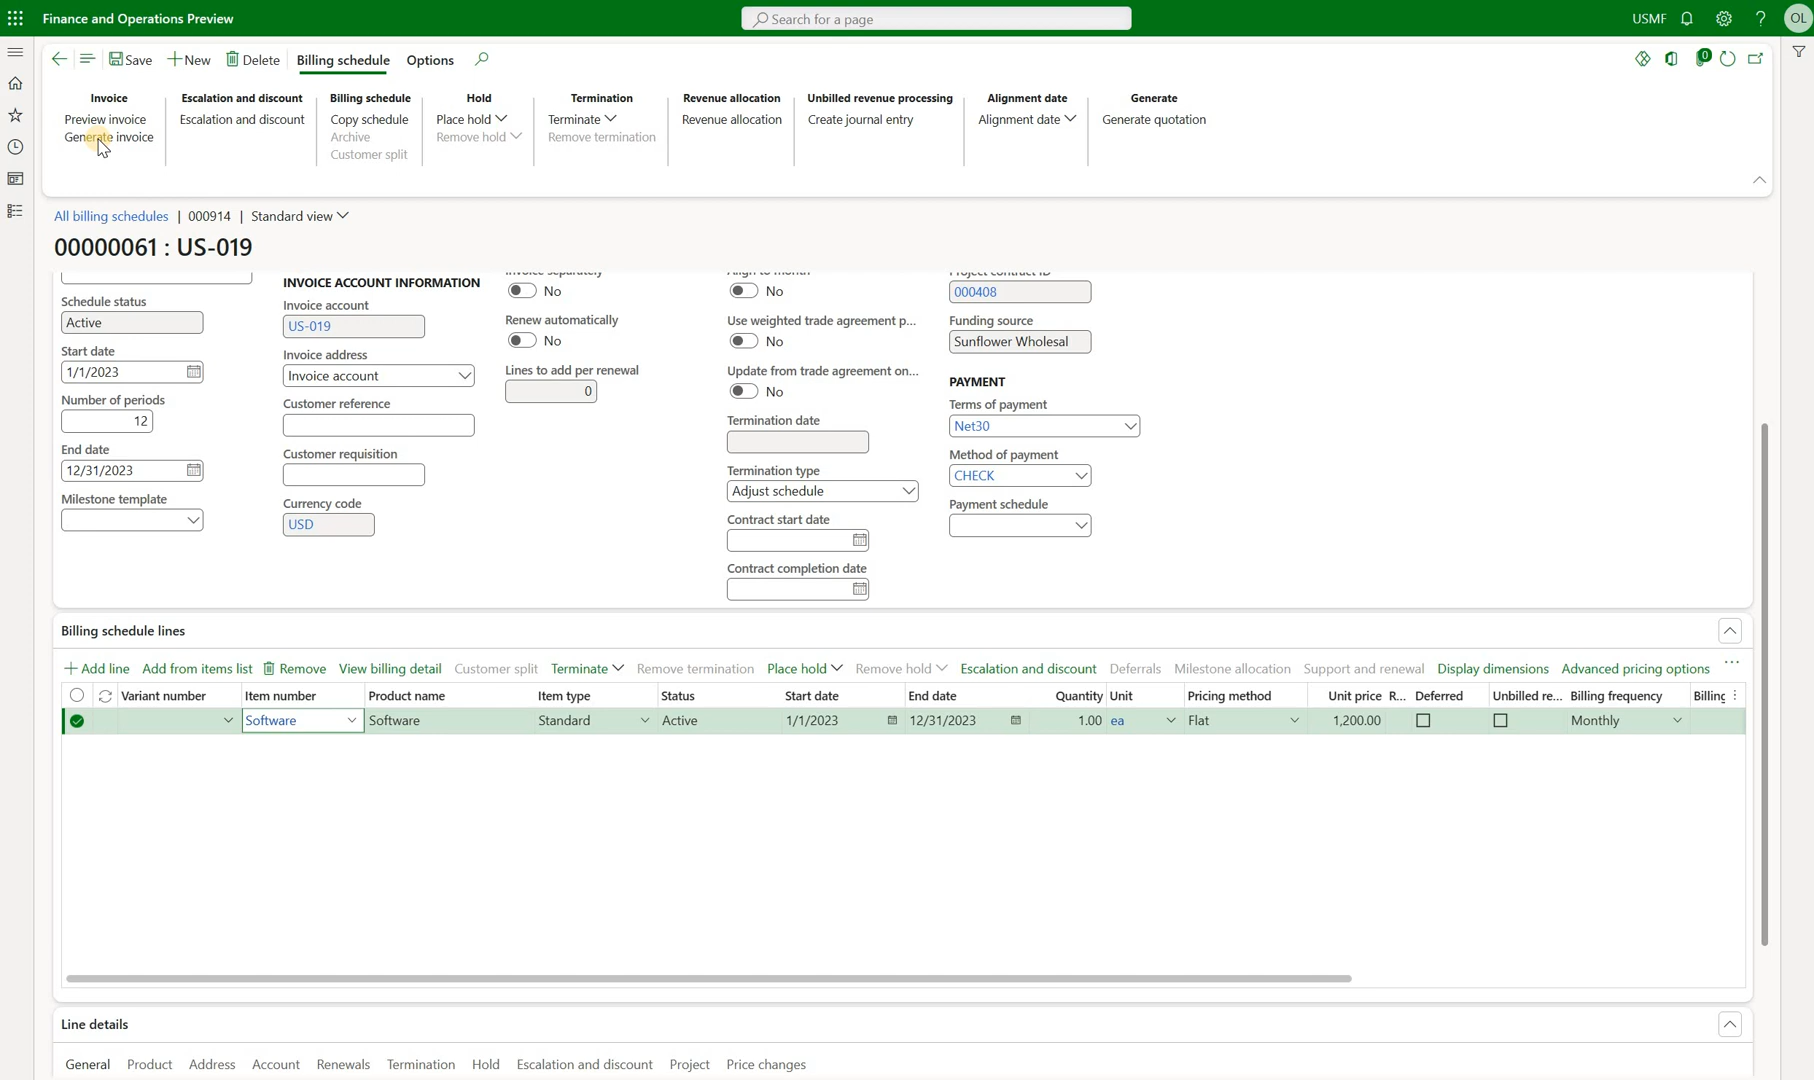 Finance and Operations Preview
Search for a page
USMF
?
OL
Save
New
Delete
Billing schedule
Options
0
Invoice
Preview invoice
Generate invoice
Escalation and discount
Escalation and discount
Billing schedule
Copy schedule
Archive
Customer split
Hold
Place hold
Remove hold
Termination
Terminate
Remove termination
Revenue allocation
Revenue allocation
Unbilled revenue processing
Create journal entry
Alignment date
Alignment date
Generate
Generate quotation
All billing schedules | 000914 | Standard view
00000061 : US-019
Schedule status
Active
Start date
1/1/2023
Number of periods
12
End date
12/31/2023
Milestone template
INVOICE ACCOUNT INFORMATION
Invoice account
US-019
Invoice address
Invoice account
Customer reference
Customer requisition
Currency code
USD
Invoice separately
No
Renew automatically
No
Lines to add per renewal
0
Align to month
No
Use weighted trade agreement p...
No
Update from trade agreement on...
No
Termination date
Termination type
Adjust schedule
Contract start date
Contract completion date
Project contract ID
000408
Funding source
Sunflower Wholesal
PAYMENT
Terms of payment
Net30
Method of payment
CHECK
Payment schedule
Billing schedule lines
Add line Add from items list Remove View billing detail Customer split Terminate Remove termination Place hold Remove hold Escalation and discount Deferrals Milestone allocation Support and renewal Display dimensions Advanced pricing options ...
Variant number Item number Product name Item type Status Start date End date Quantity Unit Pricing method Unit price R... Deferred Unbilled re... Billing frequency Billing
Software Software Standard Active 1/1/2023 12/31/2023 1.00 ea Flat 1,200.00 Monthly
Line details
General Product Address Account Renewals Termination Hold Escalation and discount Project Price changes